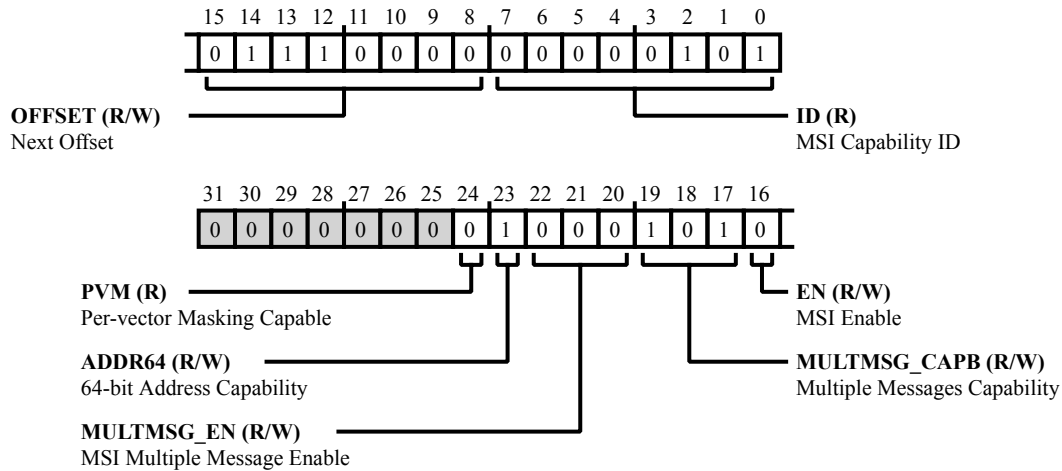 15 14 13 12 11 10 9 8 7 6 5 4 3 2 1 0
0 1 1 1 0 0 0 0 0 0 0 0 0 1 0 1
OFFSET (R/W)
Next Offset
ID (R)
MSI Capability ID
31 30 29 28 27 26 25 24 23 22 21 20 19 18 17 16
0 0 0 0 0 0 0 0 1 0 0 0 1 0 1 0
PVM (R)
Per-vector Masking Capable
EN (R/W)
MSI Enable
ADDR64 (R/W)
64-bit Address Capability
MULTMSG_CAPB (R/W)
Multiple Messages Capability
MULTMSG_EN (R/W)
MSI Multiple Message Enable